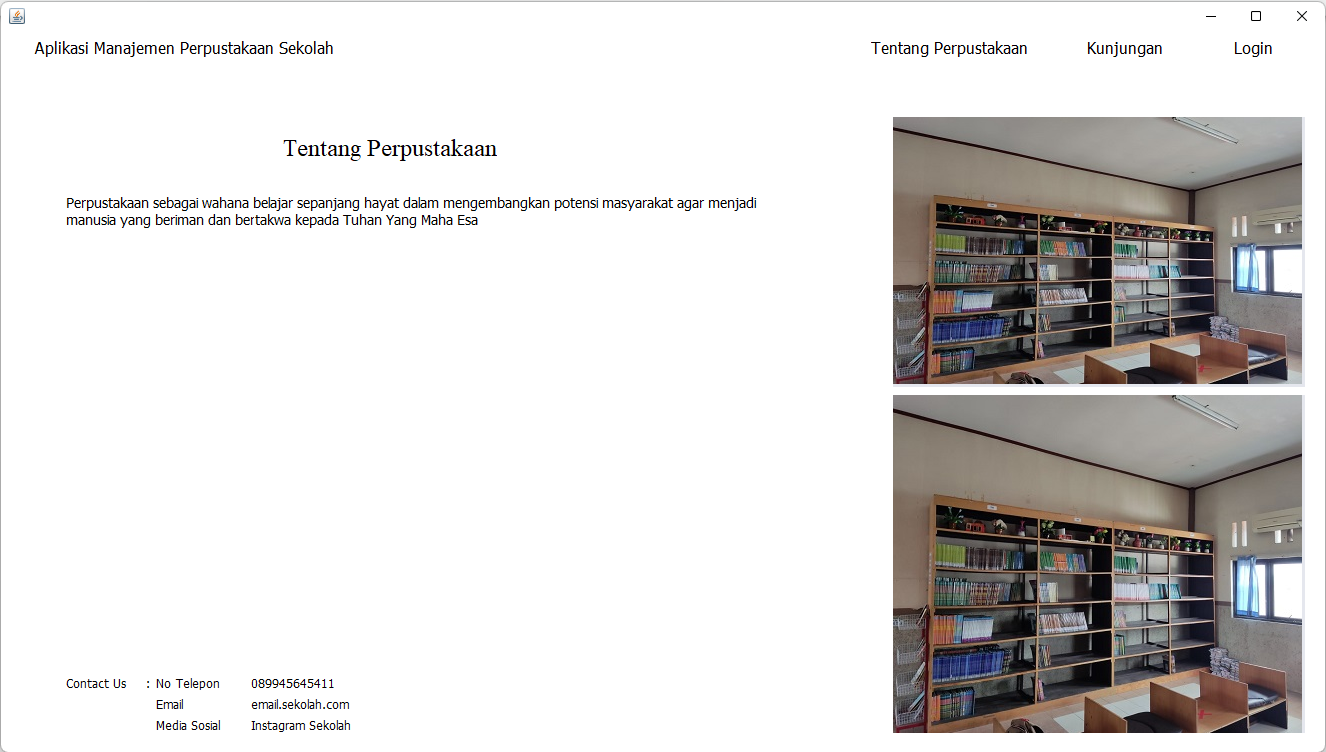 Aplikasi Manajemen Perpustakaan Sekolah
Tentang Perpustakaan
Kunjungan
Login
Tentang Perpustakaan
Perpustakaan sebagai wahana belajar sepanjang hayat dalam mengembangkan potensi masyarakat agar menjadi
manusia yang beriman dan bertakwa kepada Tuhan Yang Maha Esa
Contact Us : No Telepon 089945645411
Email email.sekolah.com
Media Sosial Instagram Sekolah